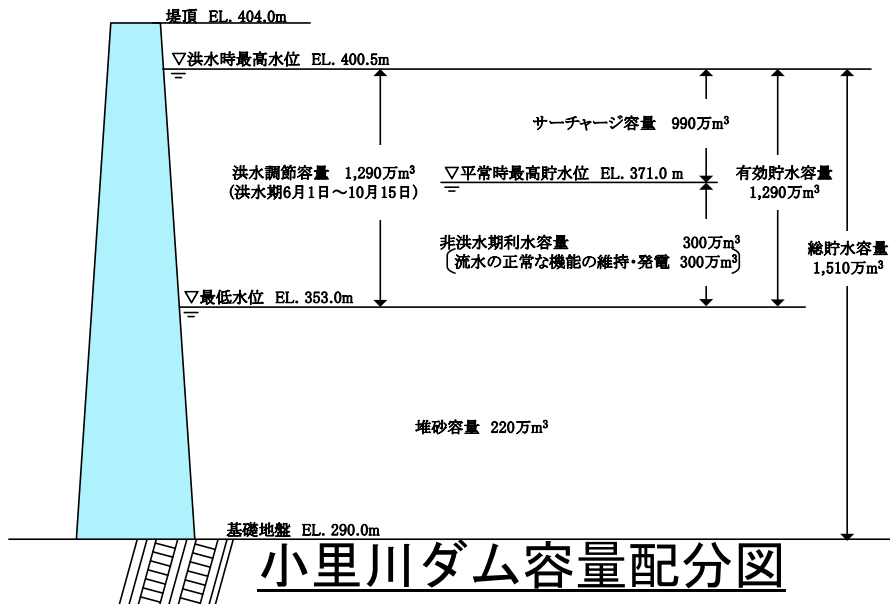 堤頂 EL. 404.0m
▽洪水時最高水位 EL. 400.5m
サーチャージ容量 990万m³
洪水調節容量 1,290万m³
(洪水期6月1日～10月15日)
▽平常時最高貯水位 EL. 371.0 m
有効貯水容量
1,290万m³
非洪水期利水容量 300万m³
(流水の正常な機能の維持・発電 300万m³)
総貯水容量
1,510万m³
▽最低水位 EL. 353.0m
堆砂容量 220万m³
基礎地盤 EL. 290.0m
小里川ダム容量配分図